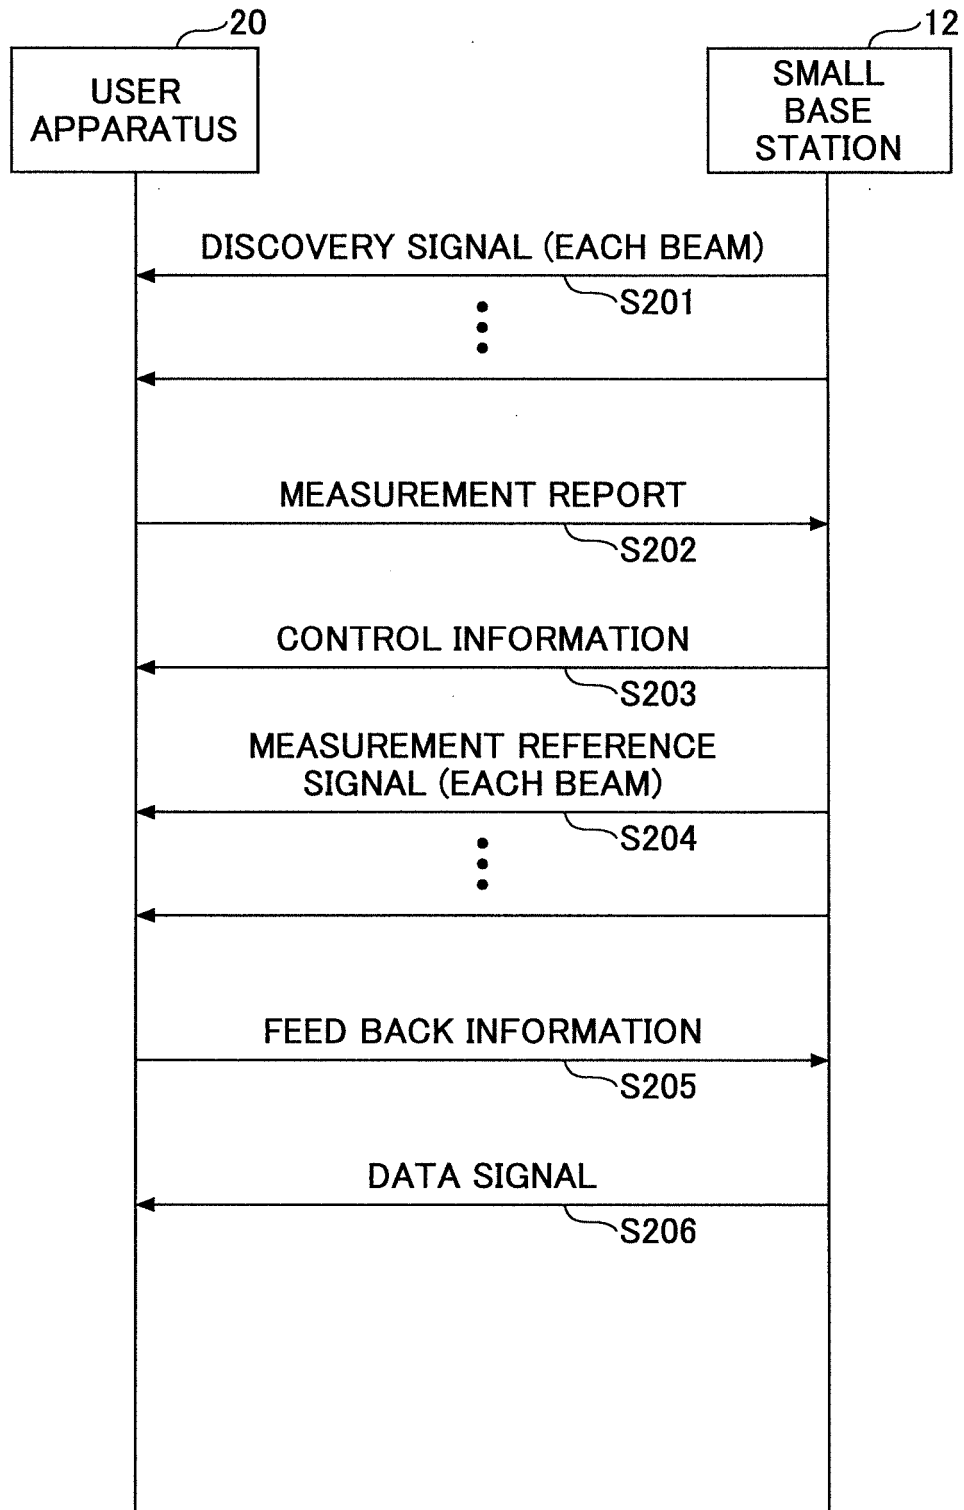 20
12
USER
APPARATUS
SMALL
BASE
STATION
DISCOVERY SIGNAL (EACH BEAM)
S201
MEASUREMENT REPORT
S202
CONTROL INFORMATION
S203
MEASUREMENT REFERENCE
SIGNAL (EACH BEAM)
S204
FEED BACK INFORMATION
S205
DATA SIGNAL
S206